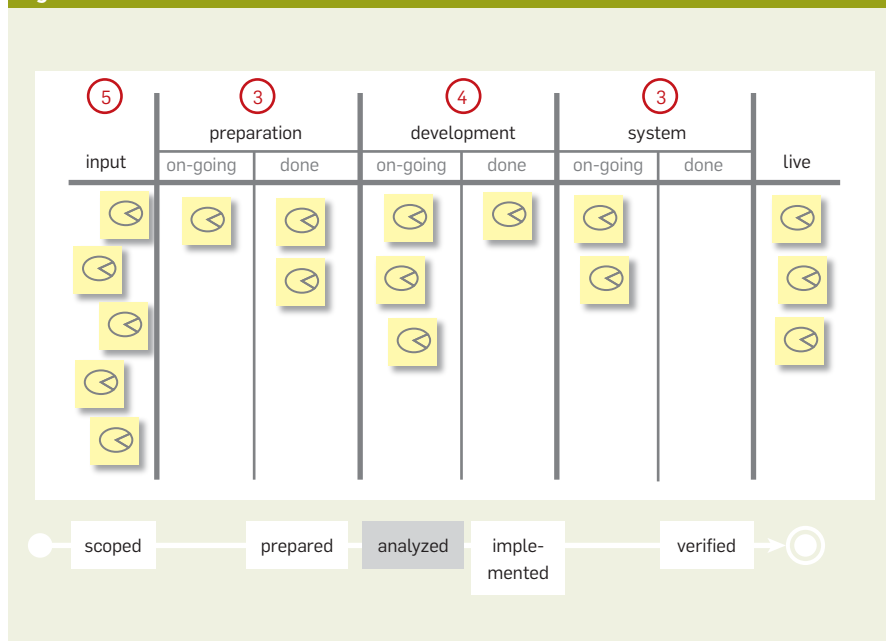 5 3 4 3
preparation development system
input on-going done on-going done on-going done live
scoped prepared analyzed imple-
mented verified